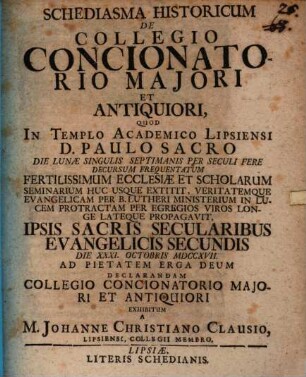 SCHEDIASMA HISTORICUM
DE
COLLEGIO
CONCIONATO-
RIO MAJORI
ET
ANTIQUIORI,
QUOD
IN TEMPLO ACADEMICO LIPSIENSI
D. PAULO SACRO
DIE LUNÆ SINGULIS SEPTIMANIS PER SECULI FERE
DECURSUM FREQUENTATUM
FERTILISSIMUM ECCLESIÆ ET SCHOLARUM
SEMINARIUM HUC USQUE EXTITIT, VERITATEMQUE
EVANGELICAM PER B. LUTHERI MINISTERIUM IN LU-
CEM PROTRACTAM PER EGREGIOS VIROS LON-
GE LATEQUE PROPAGAVIT,
IPSIS SACRIS SECULARIBUS
EVANGELICIS SECUNDIS
DIE XXXI. OCTOBRIS MDCCXVII.
AD PIETATEM ERGA DEUM
DECLARANDAM
COLLEGIO CONCIONATORIO MAJO-
RI ET ANTIQUIORI
EXHIBITUM
A
M. JOHANNE CHRISTIANO CLAUSIO,
LIPSIENSI, COLLEGII MEMBRO.
LIPSIÆ,
LITERIS SCHEDIANIS.